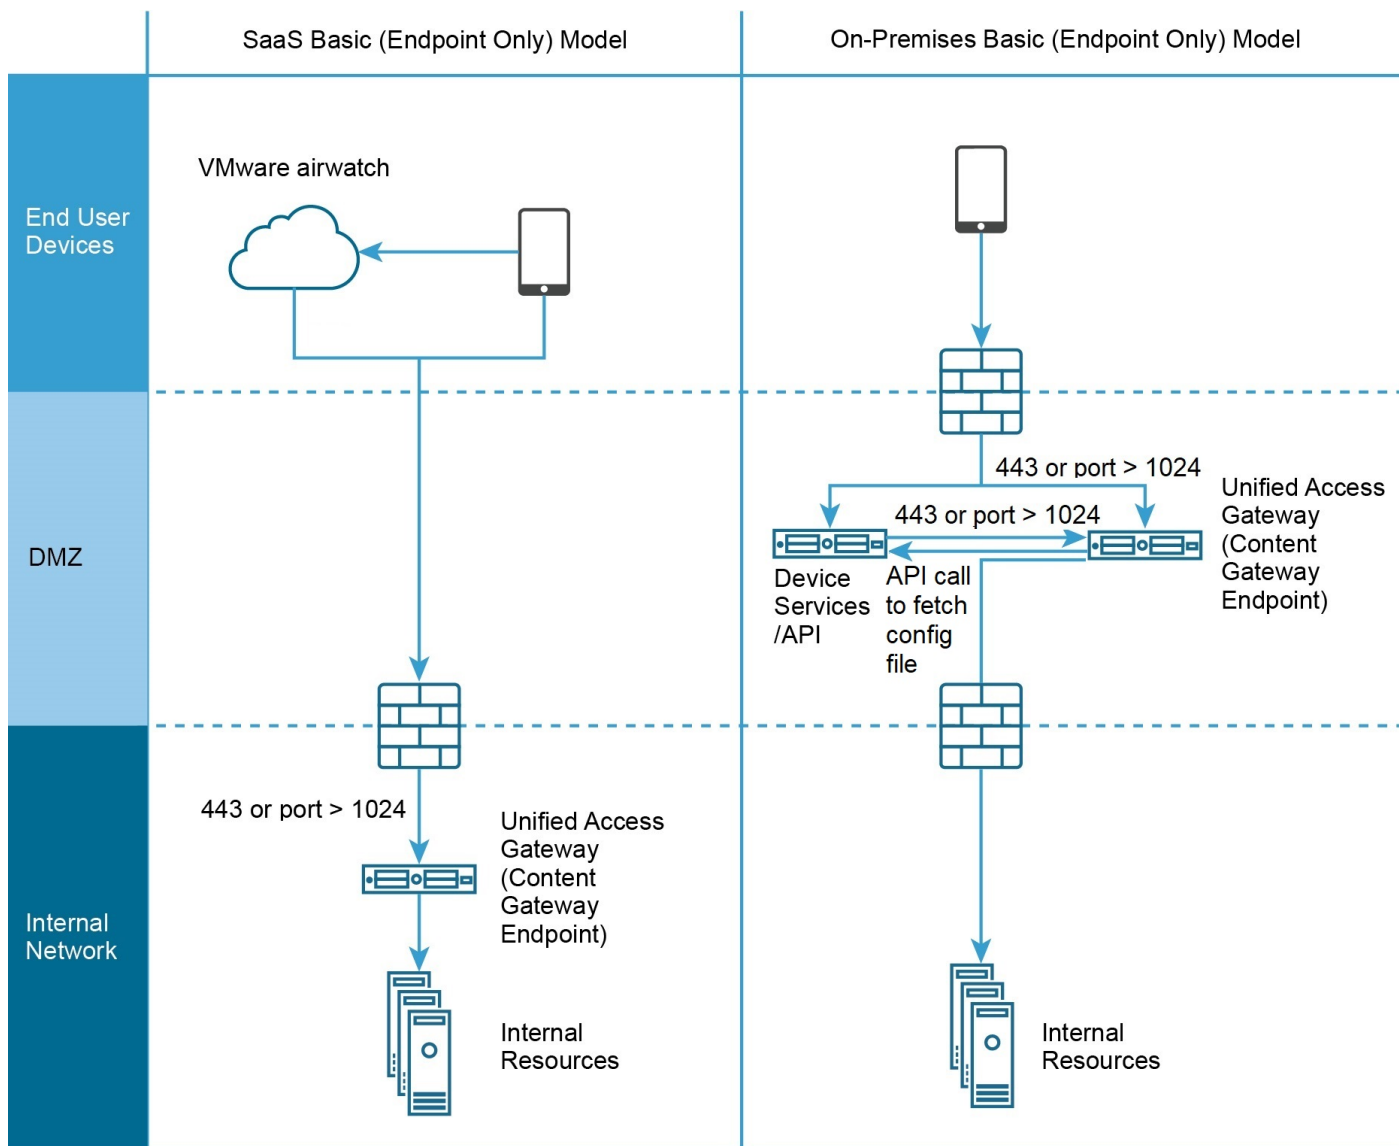 SaaS Basic (Endpoint Only) Model
On-Premises Basic (Endpoint Only) Model
End User
Devices
VMware airwatch
DMZ
443 or port > 1024
443 or port > 1024
Unified Access
Gateway
(Content
Gateway
Endpoint)
Device
Services
/API
API call
to fetch
config
file
Internal
Network
443 or port > 1024
Unified Access
Gateway
(Content
Gateway
Endpoint)
Internal
Resources
Internal
Resources